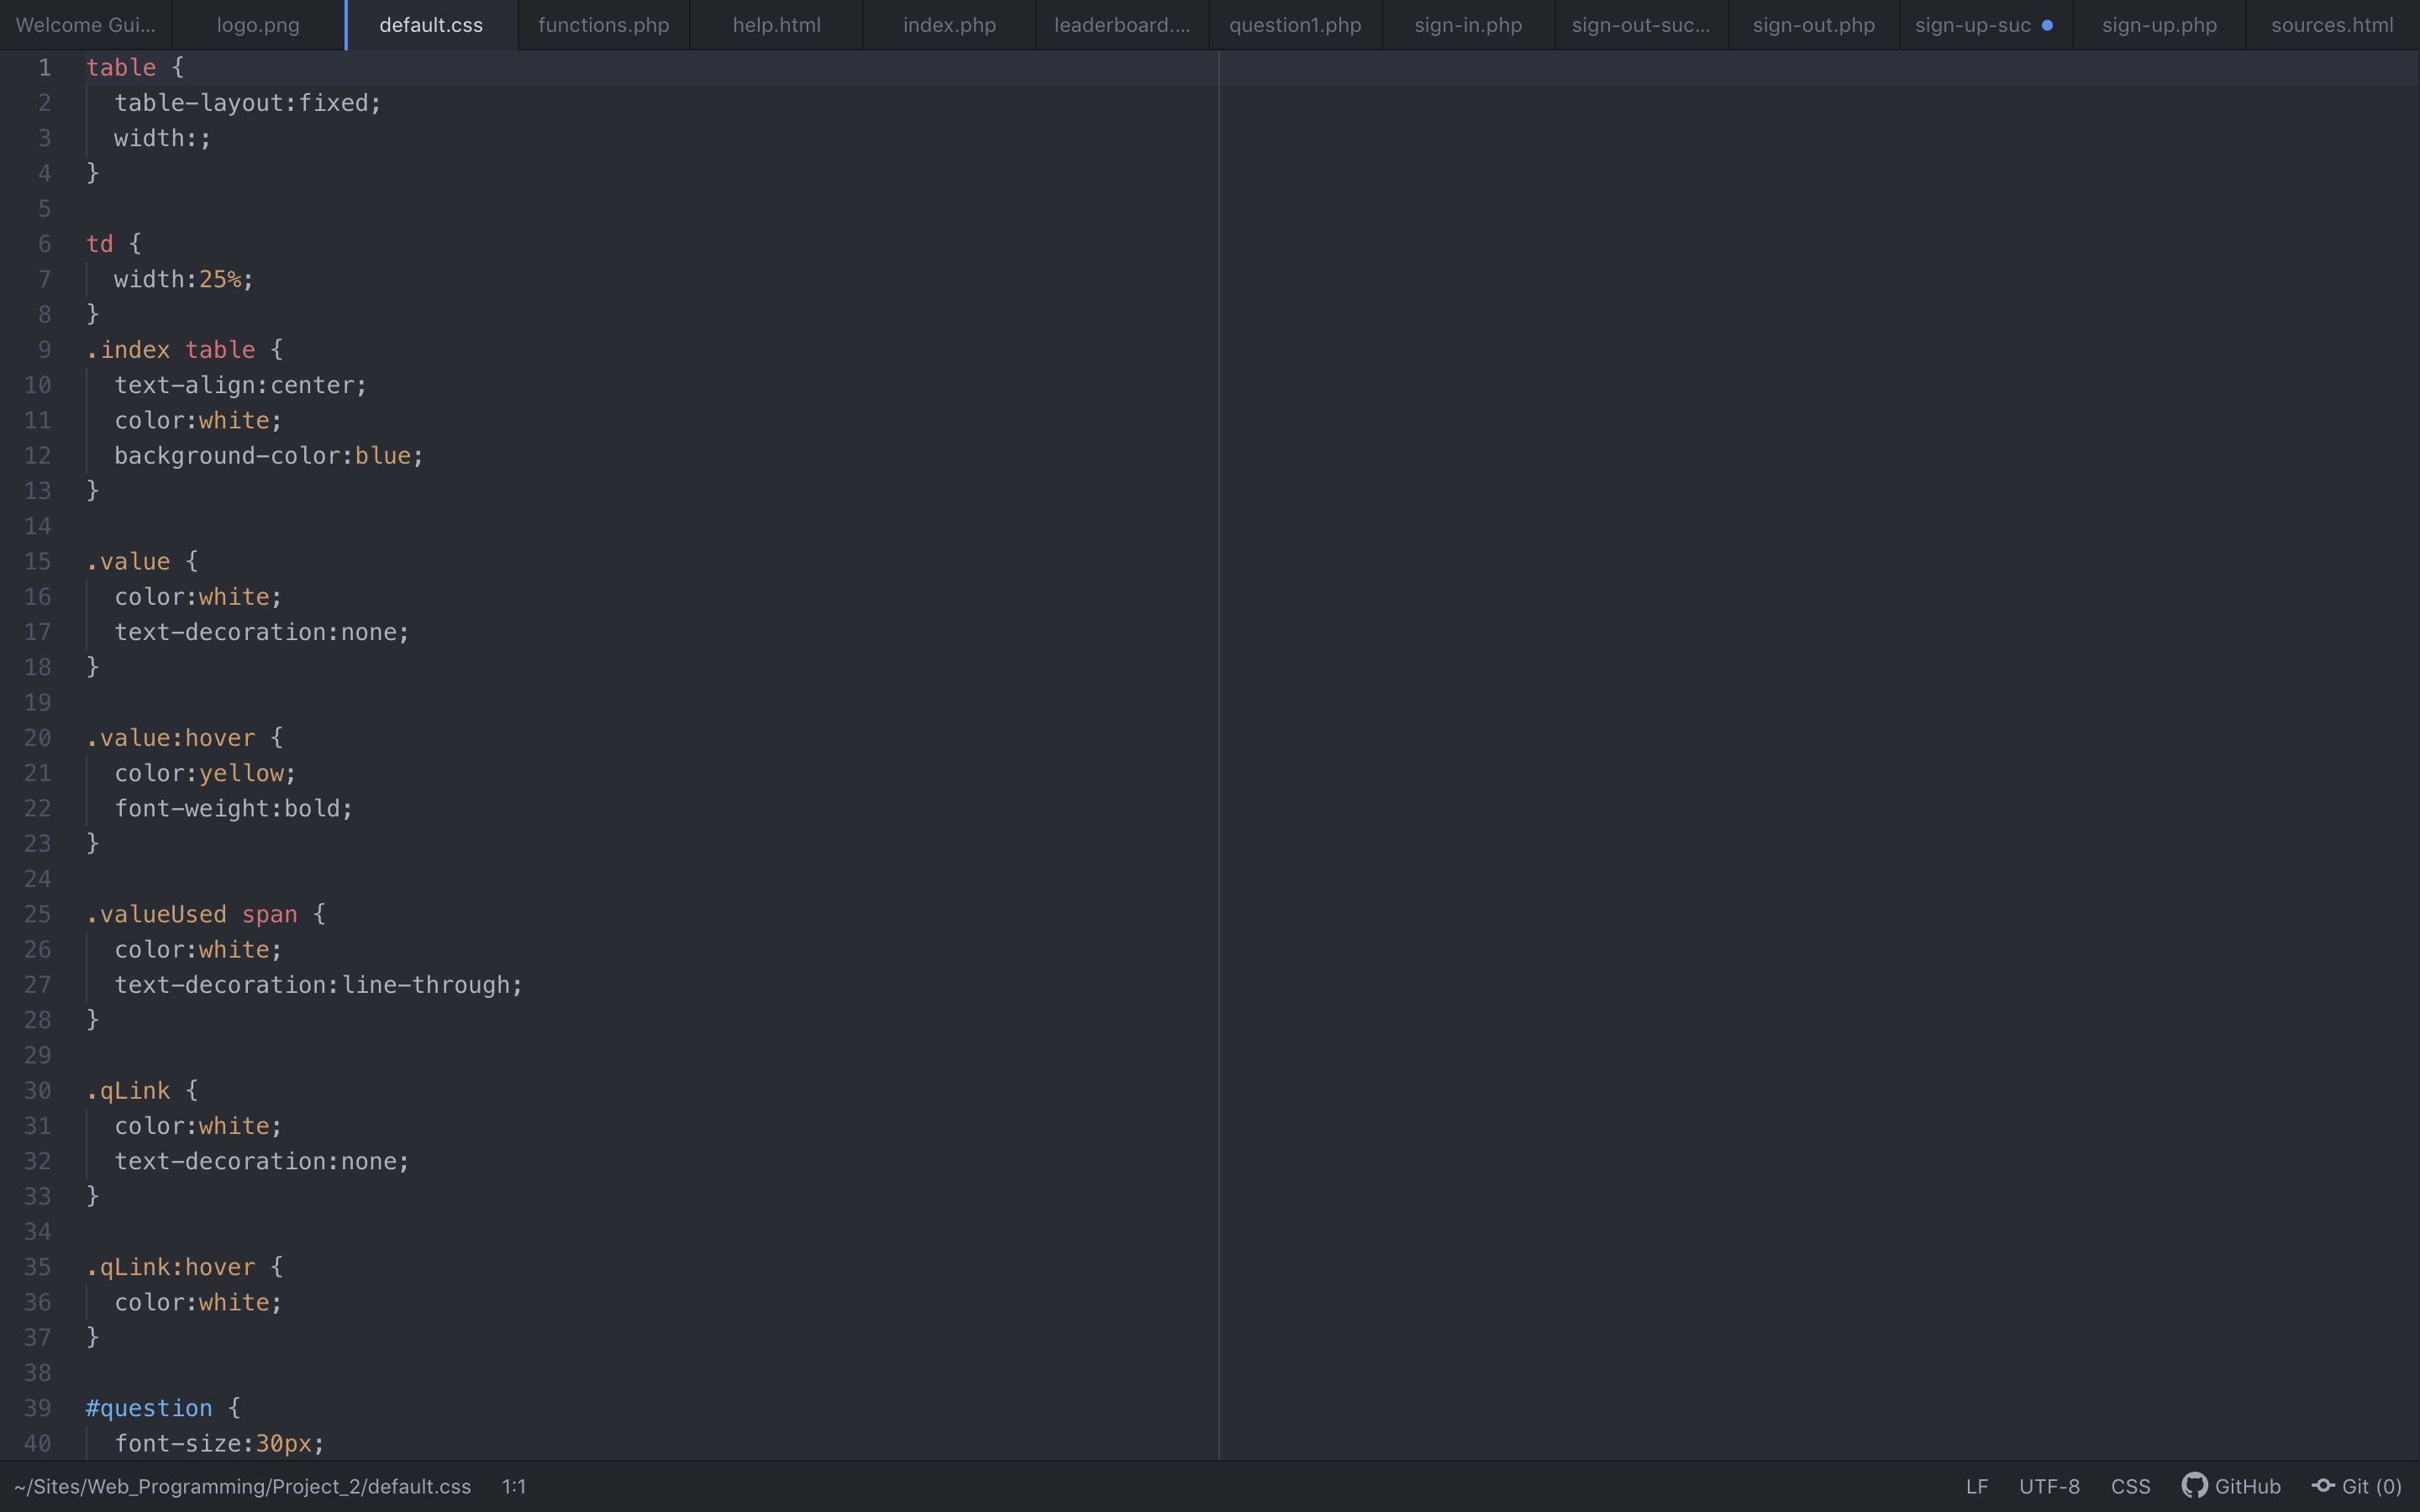 Welcome Gui... logo.png default.css functions.php help.html index.php leaderboard.... question1.php sign-in.php sign-out-suc... sign-out.php sign-up-suc sign-up.php sources.html
1 table {
2 table-layout:fixed;
3 width:;
4 }
5
6 td {
7 width:25%;
8 }
9 .index table {
10 text-align:center;
11 color:white;
12 background-color:blue;
13 }
14
15 .value {
16 color:white;
17 text-decoration:none;
18 }
19
20 .value:hover {
21 color:yellow;
22 font-weight:bold;
23 }
24
25 .valueUsed span {
26 color:white;
27 text-decoration:line-through;
28 }
29
30 .qLink {
31 color:white;
32 text-decoration:none;
33 }
34
35 .qLink:hover {
36 color:white;
37 }
38
39 #question {
40 font-size:30px;
~/Sites/Web_Programming/Project_2/default.css 1:1 LF UTF-8 CSS GitHub Git (0)